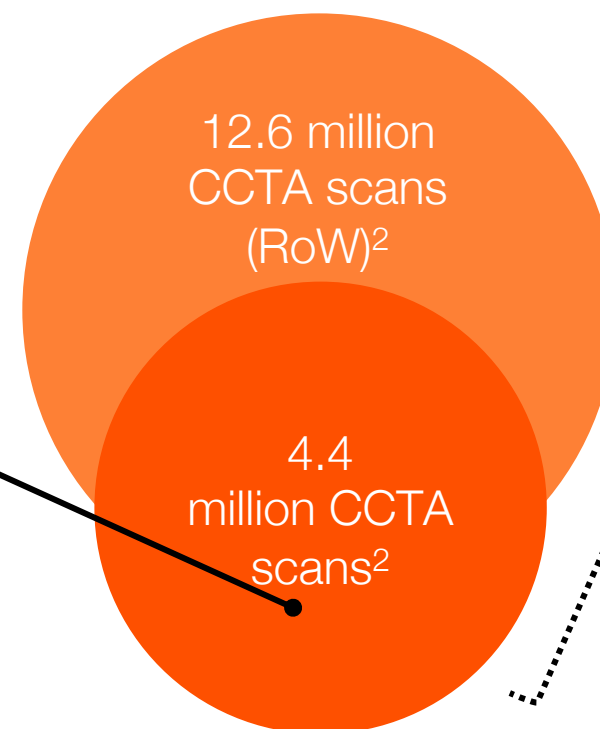 12.6 million
CCTA scans
(RoW)²
4.4
million CCTA
scans²